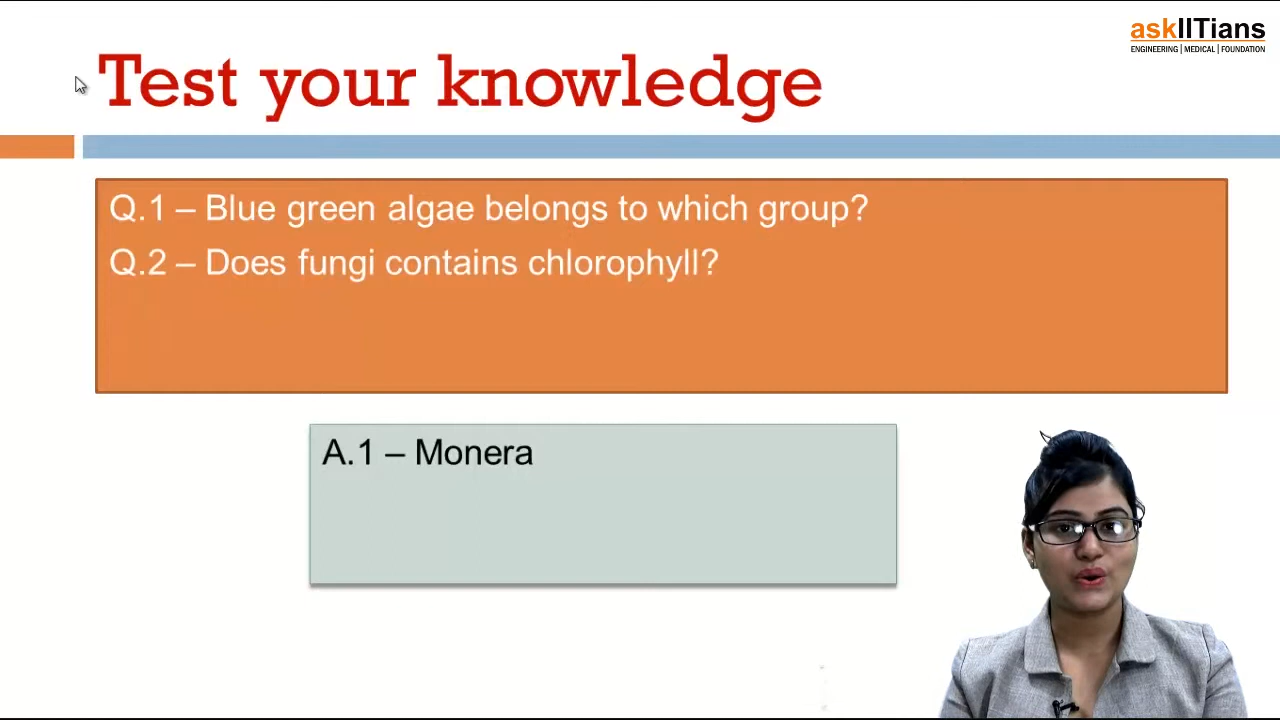 askIITians
ENGINEERING | MEDICAL | FOUNDATION
Test your knowledge
Q.1 – Blue green algae belongs to which group?
Q.2 – Does fungi contains chlorophyll?
A.1 – Monera